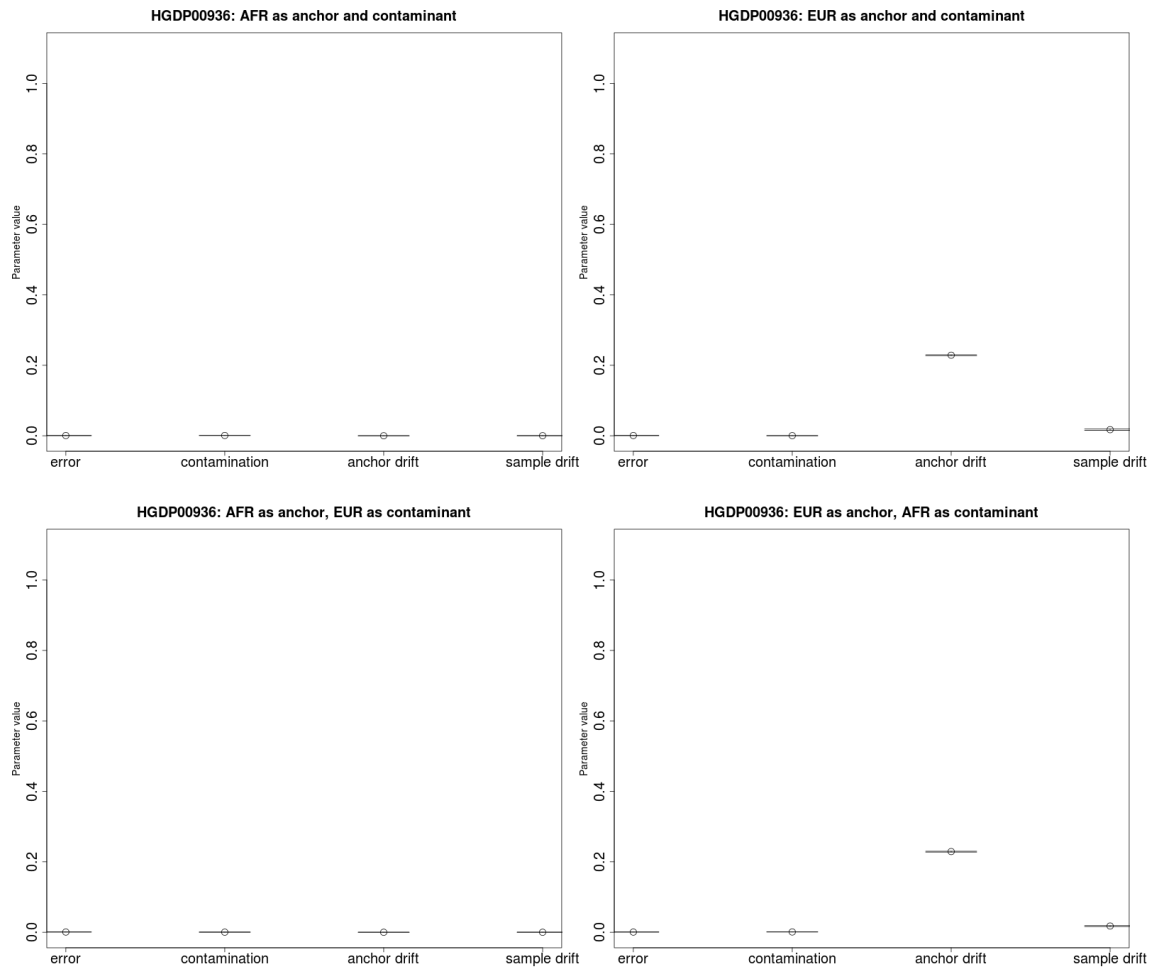 HGDP00936: AFR as anchor and contaminant
Parameter value
1.0
0.8
0.6
0.4
0.2
0.0
error contamination anchor drift sample drift
HGDP00936: EUR as anchor and contaminant
Parameter value
1.0
0.8
0.6
0.4
0.2
0.0
error contamination anchor drift sample drift
HGDP00936: AFR as anchor, EUR as contaminant
Parameter value
1.0
0.8
0.6
0.4
0.2
0.0
error contamination anchor drift sample drift
HGDP00936: EUR as anchor, AFR as contaminant
Parameter value
1.0
0.8
0.6
0.4
0.2
0.0
error contamination anchor drift sample drift